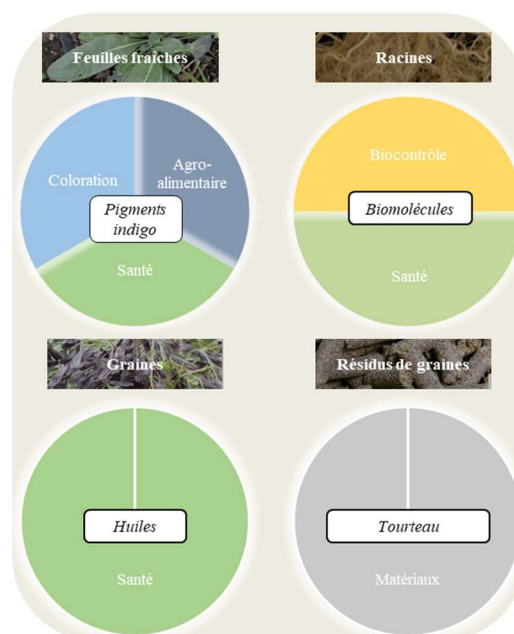 Feuilles fraîches
Coloration
Agro-
alimentaire
Pigments
indigo
Santé
Racines
Biocontrôle
Biomolécules
Santé
Graines
Huiles
Santé
Résidus de graines
Tourteau
Matériaux